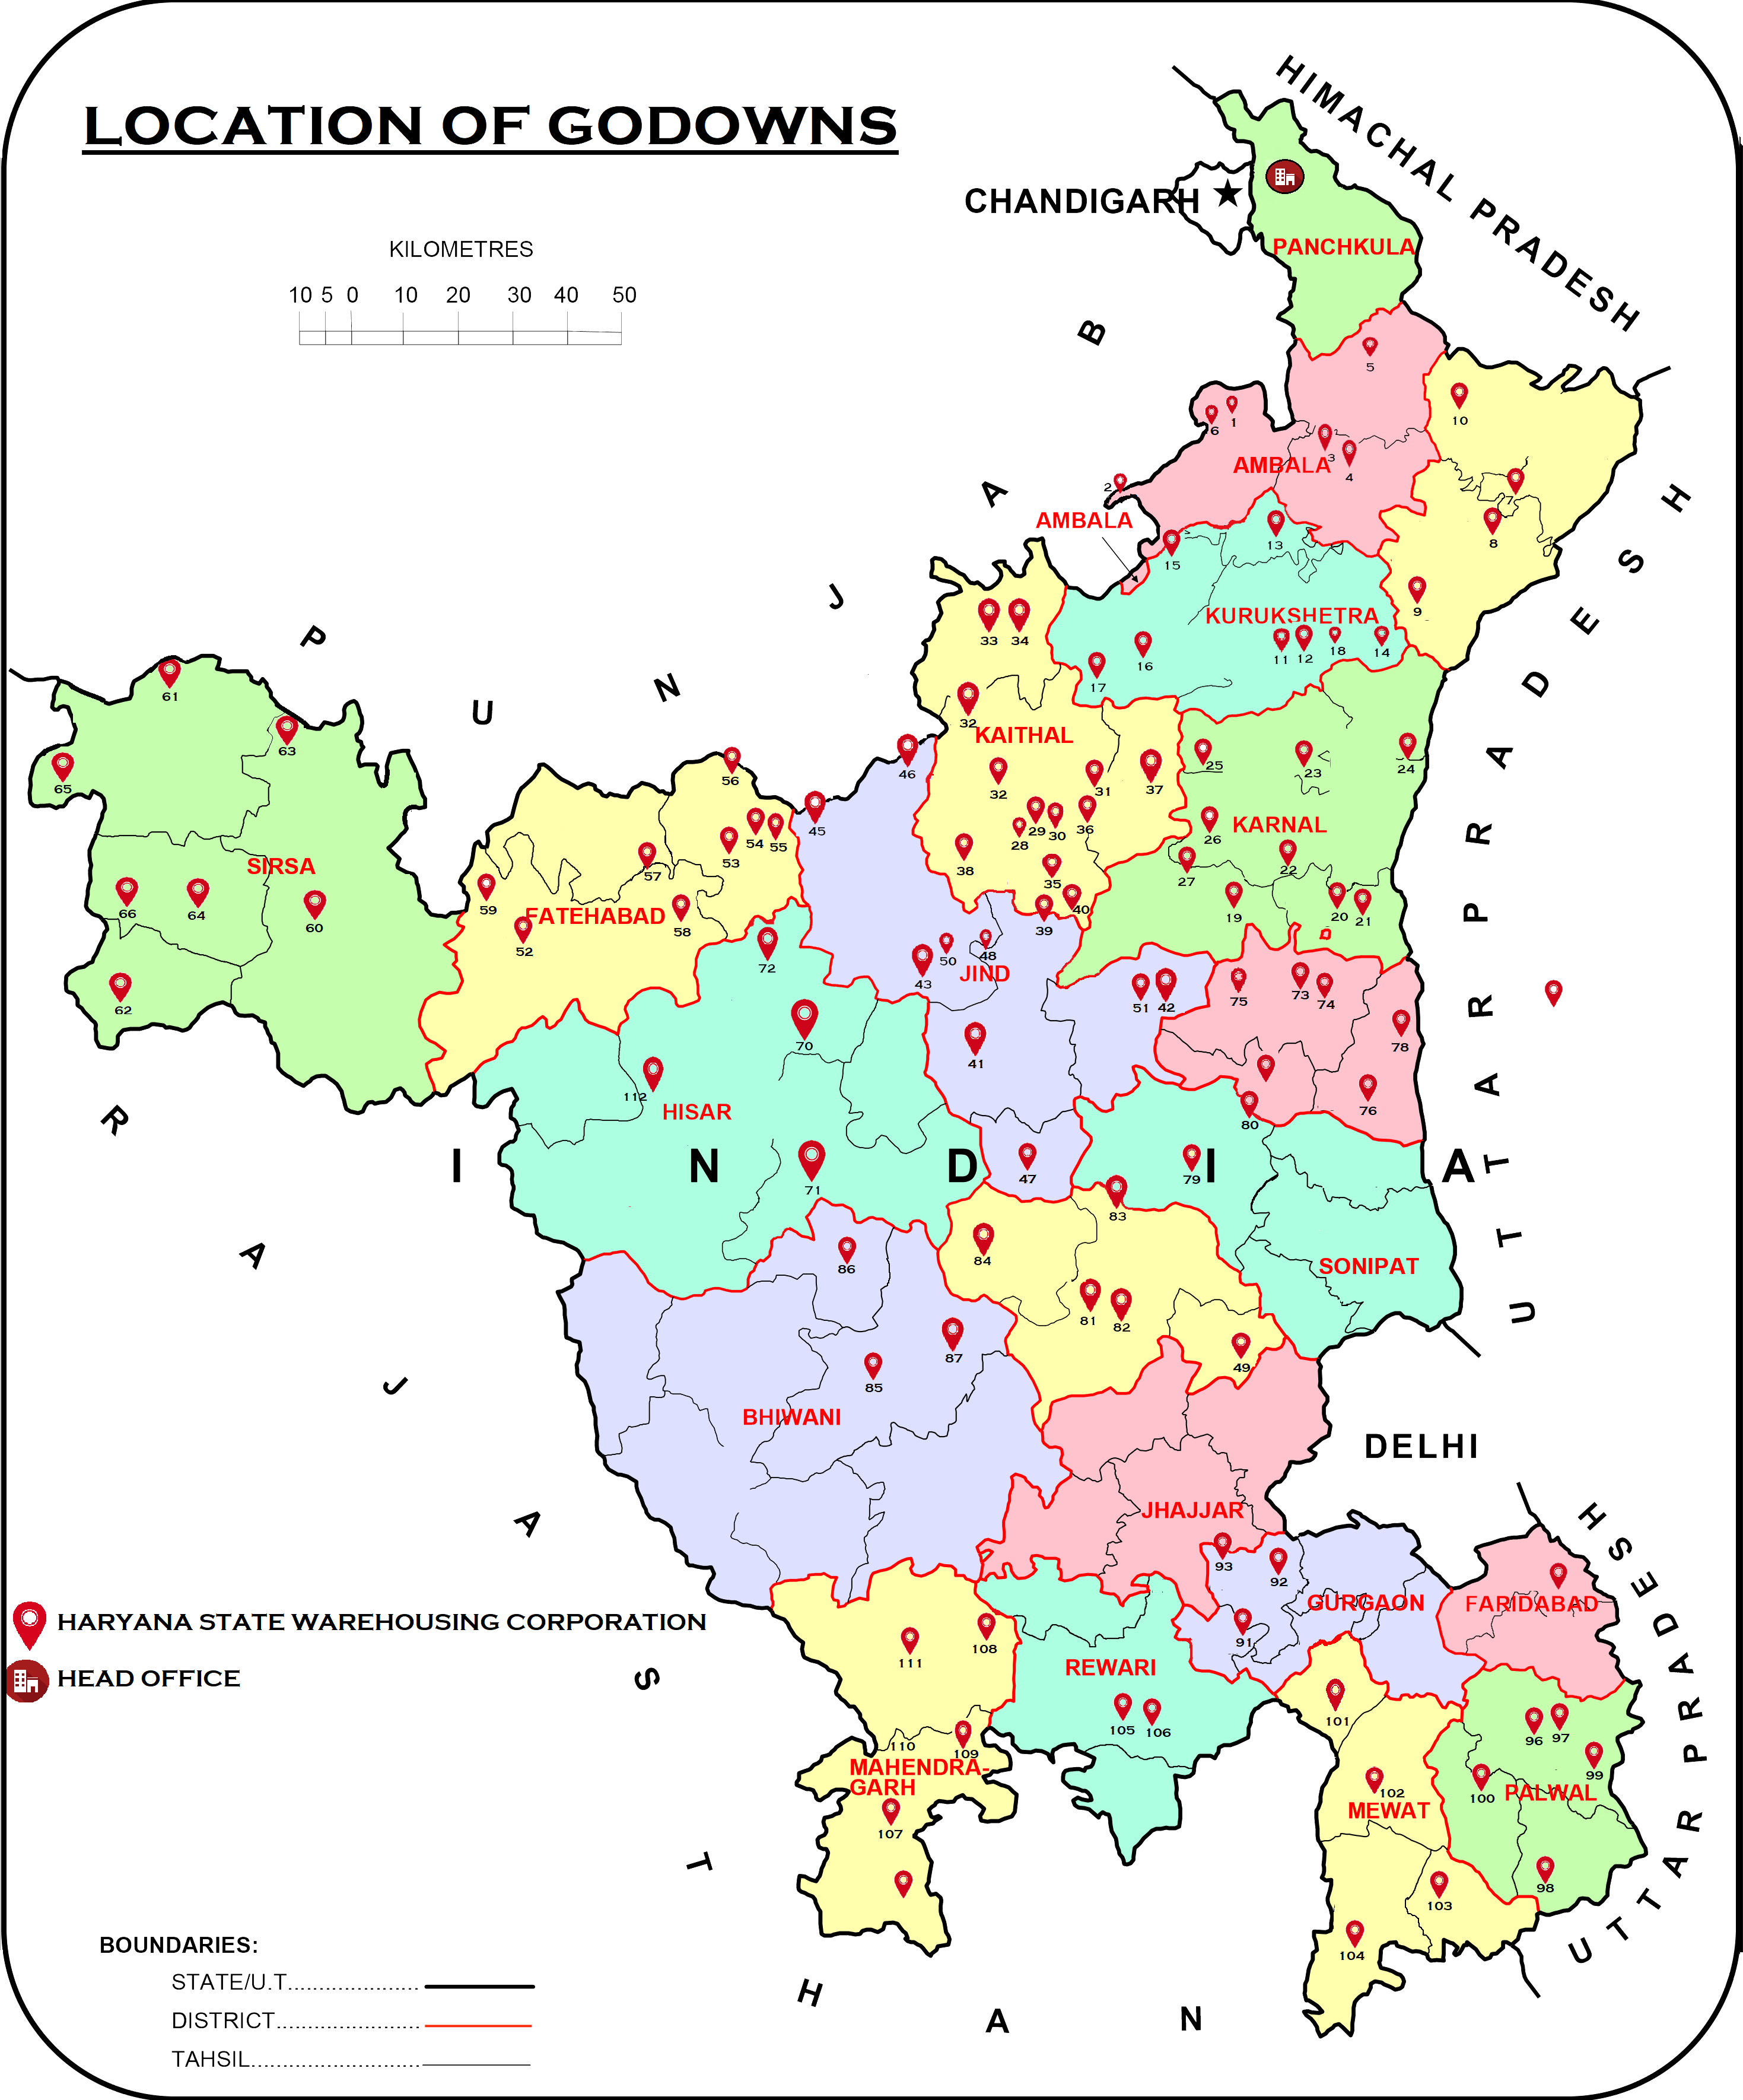 LOCATION OF GODOWNS
HIMACHAL PRADESH
CHANDIGARH
PANCHKULA
KILOMETRES
10 5 0 10 20 30 40 50
5
10
6 1
3
AMBALA
4
2
7
AMBALA
13
8
15
9
KURUKSHETRA
33 34
11 12 18 14
16
17
PUNJAB
61
63
65
32
KAITHAL
46
25 23 24
56
32 31 37
45
54 55
53
29 30 36
28
26
KARNAL
SIRSA
57
38
35
27
22
66 64 60
59
FATEHABAD
58
52
40
39
19 20 21
72
50 48
43
JIND
62
51 42
75 73 74
70
78
41
112
HISAR
76
80
INDIA
71
47
79
83
86
84
SONIPAT
81 82
87
49
85
BHIWANI
DELHI
JHAJJAR
93
92
GURGAON
FARIDABAD
91
HARYANA STATE WAREHOUSING CORPORATION
HEAD OFFICE
108
111
REWARI
105 106
101
96 97
110
109
MAHENDRA-
GARH
99
102
100
PALWAL
MEWAT
107
98
103
104
UTTAR PRADESH
UTTAR PRADESH
RAJASTHAN
BOUNDARIES:
STATE/U.T.....................
DISTRICT.......................
TAHSIL...........................